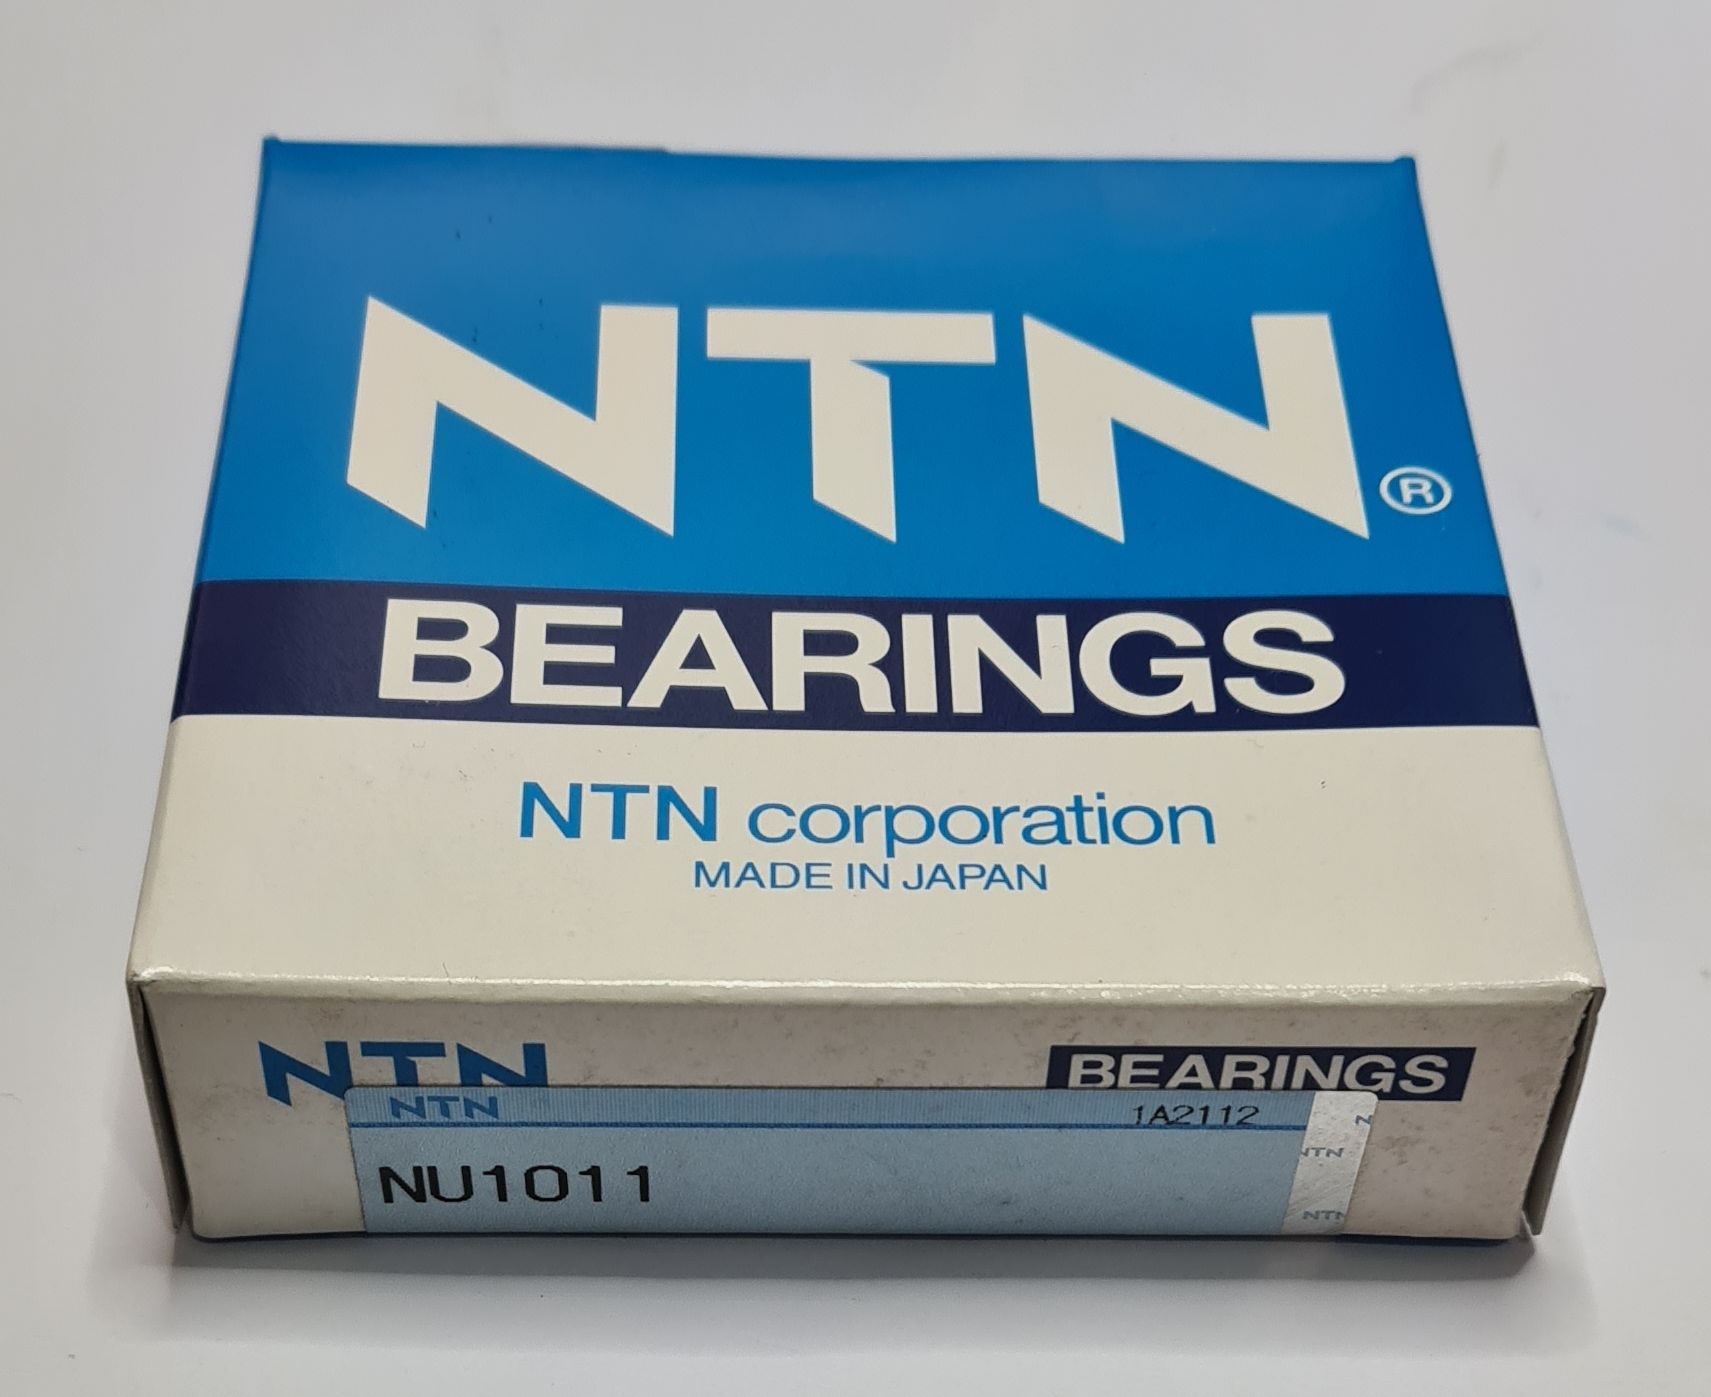 NTN®
BEARINGS
NTN corporation
MADE IN JAPAN
NTN
BEARINGS
NTN
1A2112
N
NTN
NU1011
NTN